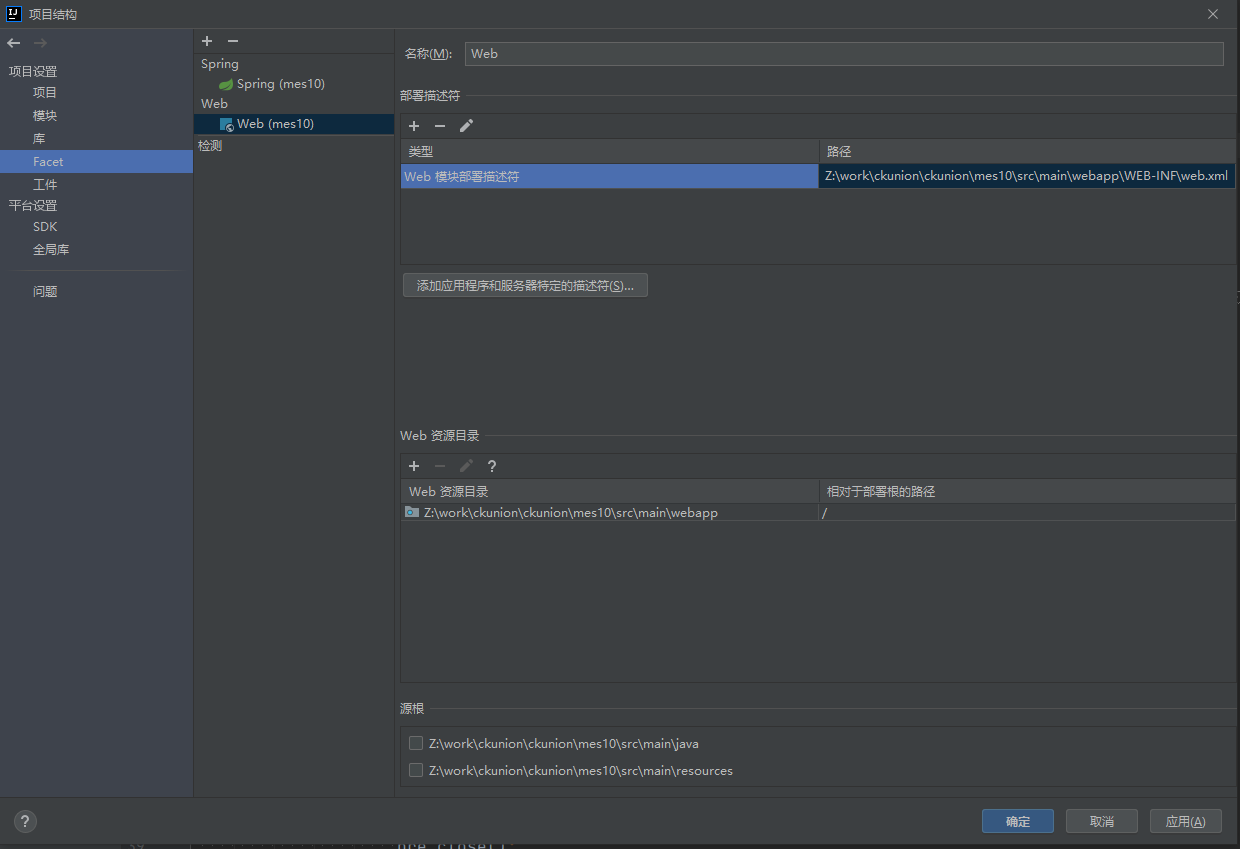 项目结构
项目设置
项目
模块
库
Facet
工件
平台设置
SDK
全局库
问题
Spring
Spring (mes10)
Web
Web (mes10)
检测
名称(M): Web
部署描述符
类型 路径
Web 模块部署描述符 Z:\work\ckunion\ckunion\mes10\src\main\webapp\WEB-INF\web.xml
添加应用程序和服务器特定的描述符(S)...
Web 资源目录
Web 资源目录 相对于部署根的路径
Z:\work\ckunion\ckunion\mes10\src\main\webapp /
源根
Z:\work\ckunion\ckunion\mes10\src\main\java
Z:\work\ckunion\ckunion\mes10\src\main\resources
确定 取消 应用(A)